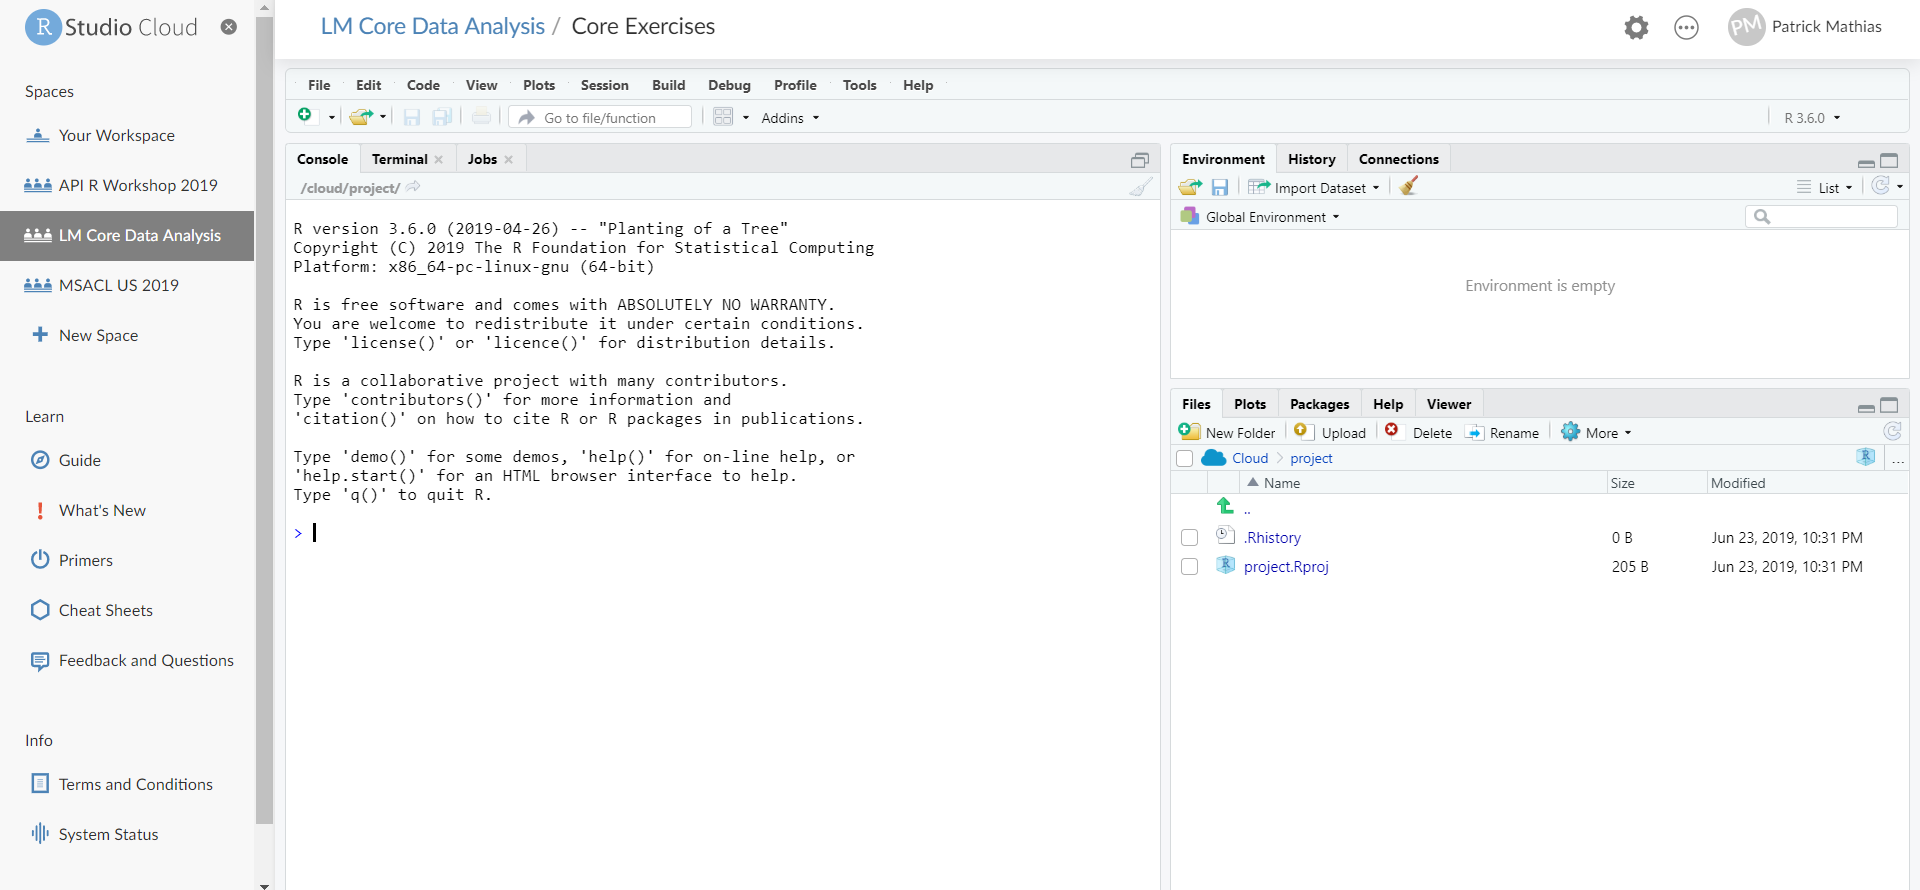 R Studio Cloud
LM Core Data Analysis / Core Exercises
PM Patrick Mathias
Spaces
Your Workspace
API R Workshop 2019
LM Core Data Analysis
MSACL US 2019
New Space
Learn
Guide
What's New
Primers
Cheat Sheets
Feedback and Questions
Info
Terms and Conditions
System Status
File Edit Code View Plots Session Build Debug Profile Tools Help
Go to file/function Addins R 3.6.0
Console Terminal Jobs
/cloud/project/
R version 3.6.0 (2019-04-26) -- "Planting of a Tree"
Copyright (C) 2019 The R Foundation for Statistical Computing
Platform: x86_64-pc-linux-gnu (64-bit)
R is free software and comes with ABSOLUTELY NO WARRANTY.
You are welcome to redistribute it under certain conditions.
Type 'license()' or 'licence()' for distribution details.
R is a collaborative project with many contributors.
Type 'contributors()' for more information and
'citation()' on how to cite R or R packages in publications.
Type 'demo()' for some demos, 'help()' for on-line help, or
'help.start()' for an HTML browser interface to help.
Type 'q()' to quit R.
>
Environment History Connections
Import Dataset List
Global Environment
Environment is empty
Files Plots Packages Help Viewer
New Folder Upload Delete Rename More
Cloud project R ...
Name Size Modified
..
.Rhistory 0 B Jun 23, 2019, 10:31 PM
project.Rproj 205 B Jun 23, 2019, 10:31 PM